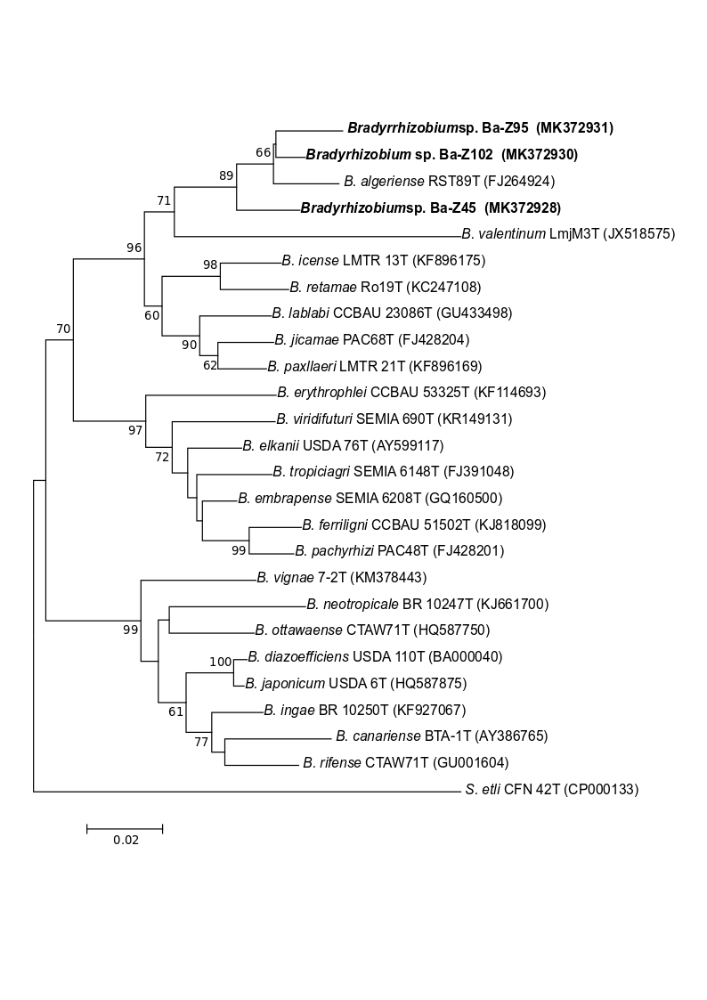 Bradyrrhizobiumsp. Ba-Z95 (MK372931)
66
Bradyrhizobium sp. Ba-Z102 (MK372930)
89
B. algeriense RST89T (FJ264924)
71
Bradyrhizobiumsp. Ba-Z45 (MK372928)
B. valentinum LmjM3T (JX518575)
96
98
B. icense LMTR 13T (KF896175)
B. retamae Ro19T (KC247108)
60
B. lablabi CCBAU 23086T (GU433498)
70
90
B. jicamae PAC68T (FJ428204)
62
B. paxllaeri LMTR 21T (KF896169)
B. erythrophlei CCBAU 53325T (KF114693)
97
B. viridifuturi SEMIA 690T (KR149131)
72
B. elkanii USDA 76T (AY599117)
B. tropiciagri SEMIA 6148T (FJ391048)
B. embrapense SEMIA 6208T (GQ160500)
B. ferriligni CCBAU 51502T (KJ818099)
99
B. pachyrhizi PAC48T (FJ428201)
B. vignae 7-2T (KM378443)
B. neotropicale BR 10247T (KJ661700)
99
B. ottawaense CTAW71T (HQ587750)
100
B. diazoefficiens USDA 110T (BA000040)
B. japonicum USDA 6T (HQ587875)
61
B. ingae BR 10250T (KF927067)
77
B. canariense BTA-1T (AY386765)
B. rifense CTAW71T (GU001604)
S. etli CFN 42T (CP000133)
0.02